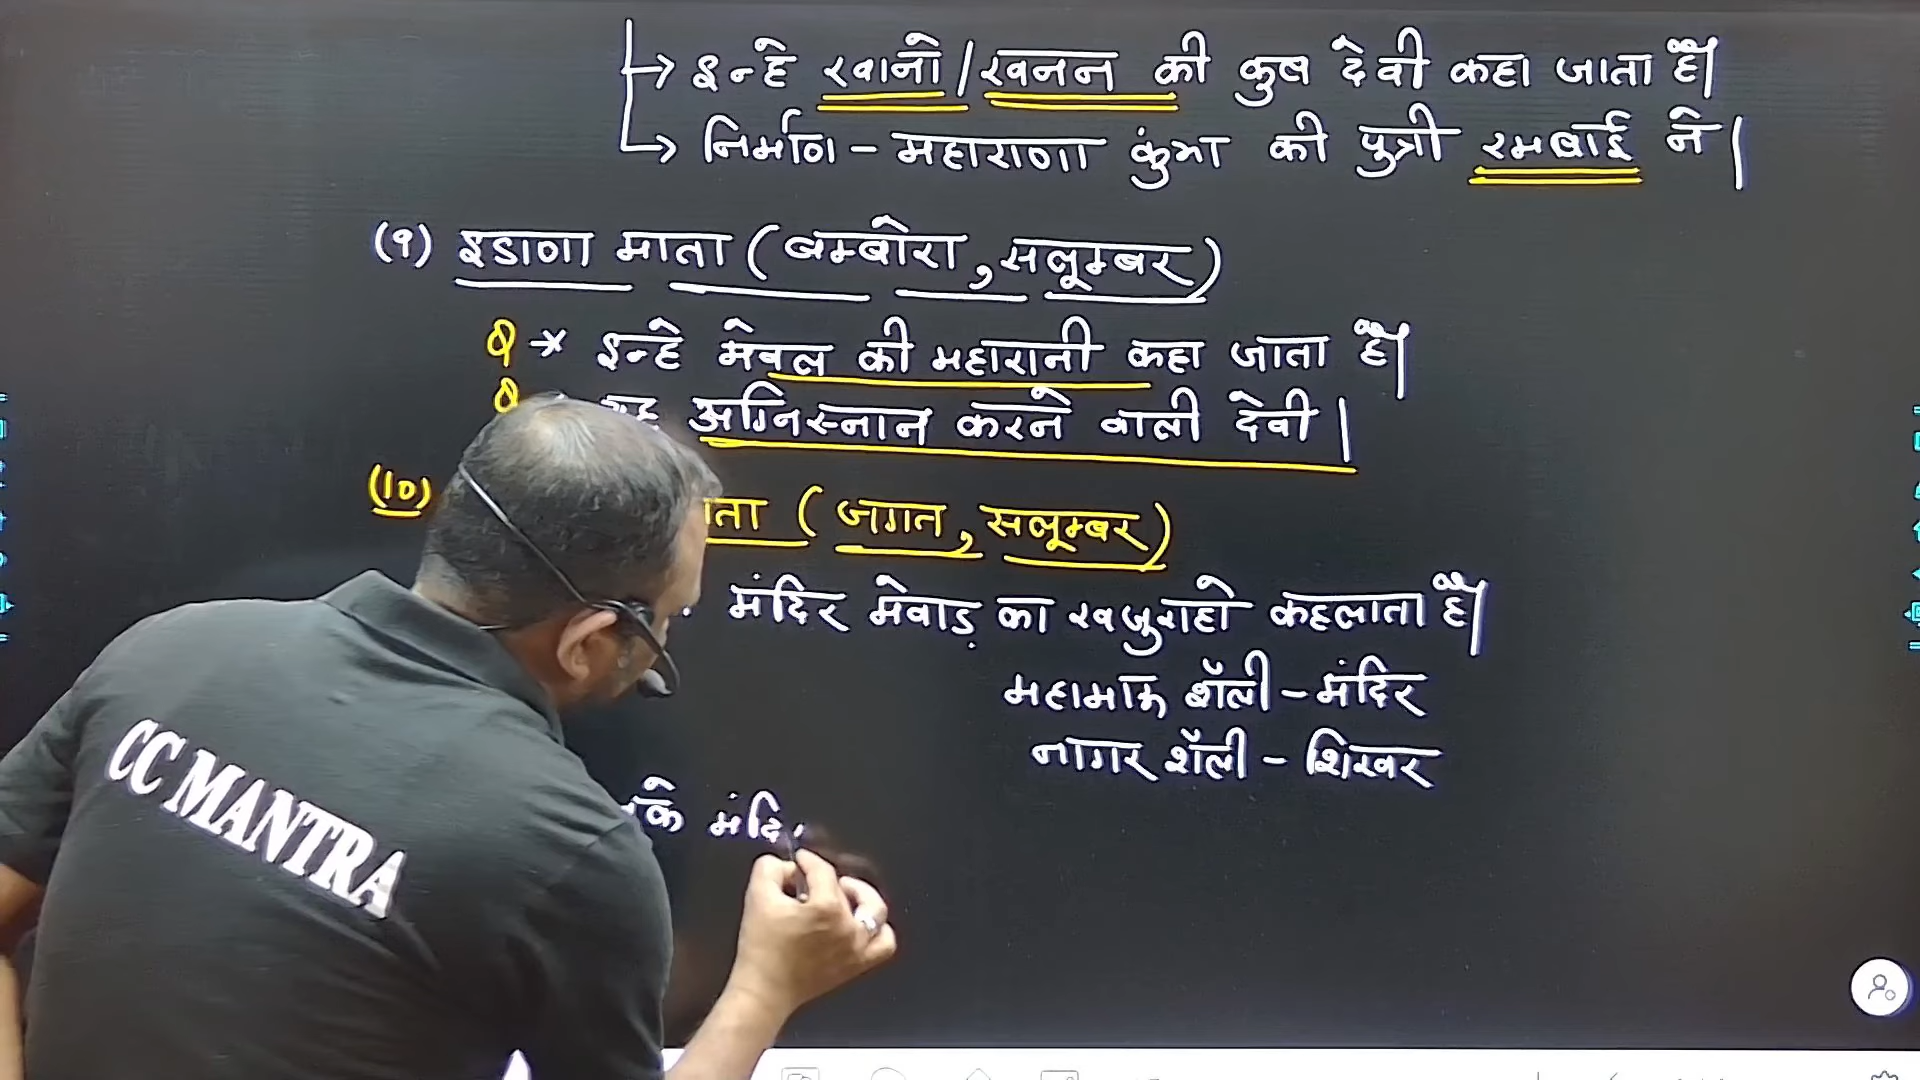 → इन्हे खानो/खनन की कुल देवी कहा जाता है।
→ निर्माण - महाराणा कुंभा की पुत्री रमबाई ने।
(9) इडाणा माता (बम्बोरा, सलूम्बर)
Q * इन्हे मेवल की महारानी कहा जाता है।
Q यह अग्निस्नान करने वाली देवी।
(10) (जगत, सलूम्बर)
मंदिर मेवाड़ का खजुराहो कहलाता है।
महामारू शैली - मंदिर
नागर शैली - शिखर
CC MANTRA